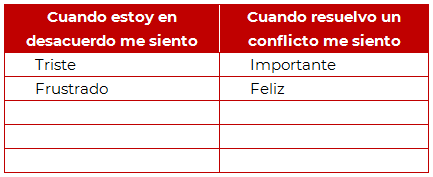 Cuando estoy en
desacuerdo me siento
Cuando resuelvo un
conflicto me siento
Triste
Importante
Frustrado
Feliz